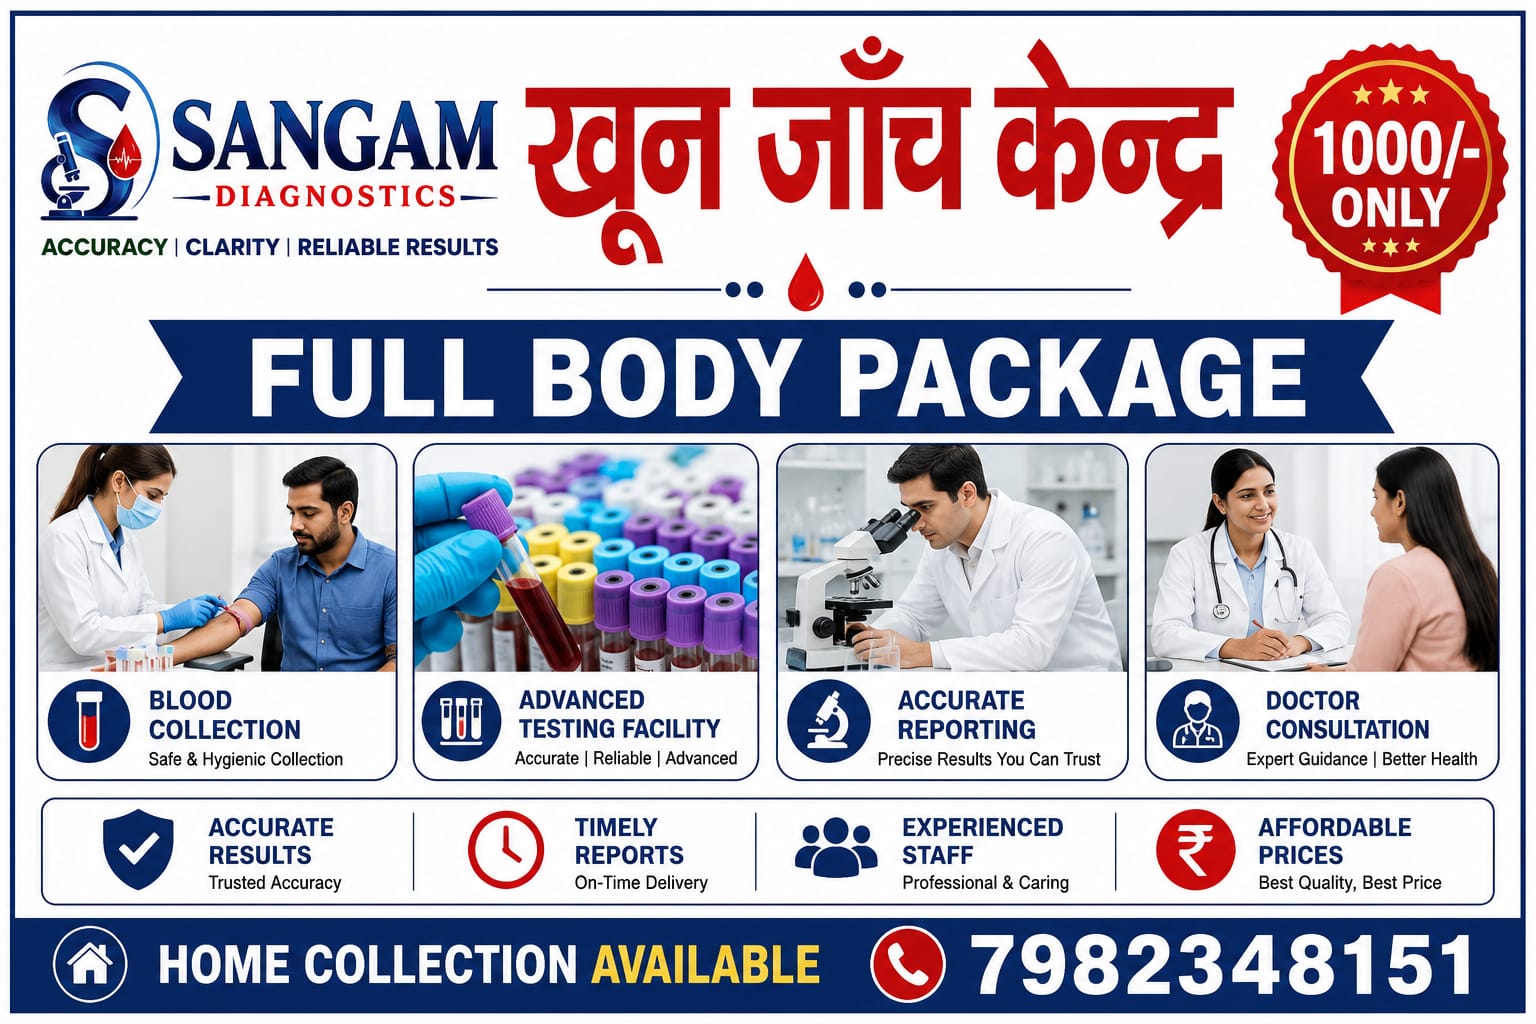 SANGAM
DIAGNOSTICS
ACCURACY | CLARITY | RELIABLE RESULTS
खून जाँच केन्द्र
1000/-
ONLY
FULL BODY PACKAGE
BLOOD
COLLECTION
Safe & Hygienic Collection
ADVANCED
TESTING FACILITY
Accurate | Reliable | Advanced
ACCURATE
REPORTING
Precise Results You Can Trust
DOCTOR
CONSULTATION
Expert Guidance | Better Health
ACCURATE
RESULTS
Trusted Accuracy
TIMELY
REPORTS
On-Time Delivery
EXPERIENCED
STAFF
Professional & Caring
₹
AFFORDABLE
PRICES
Best Quality, Best Price
HOME COLLECTION AVAILABLE
7982348151